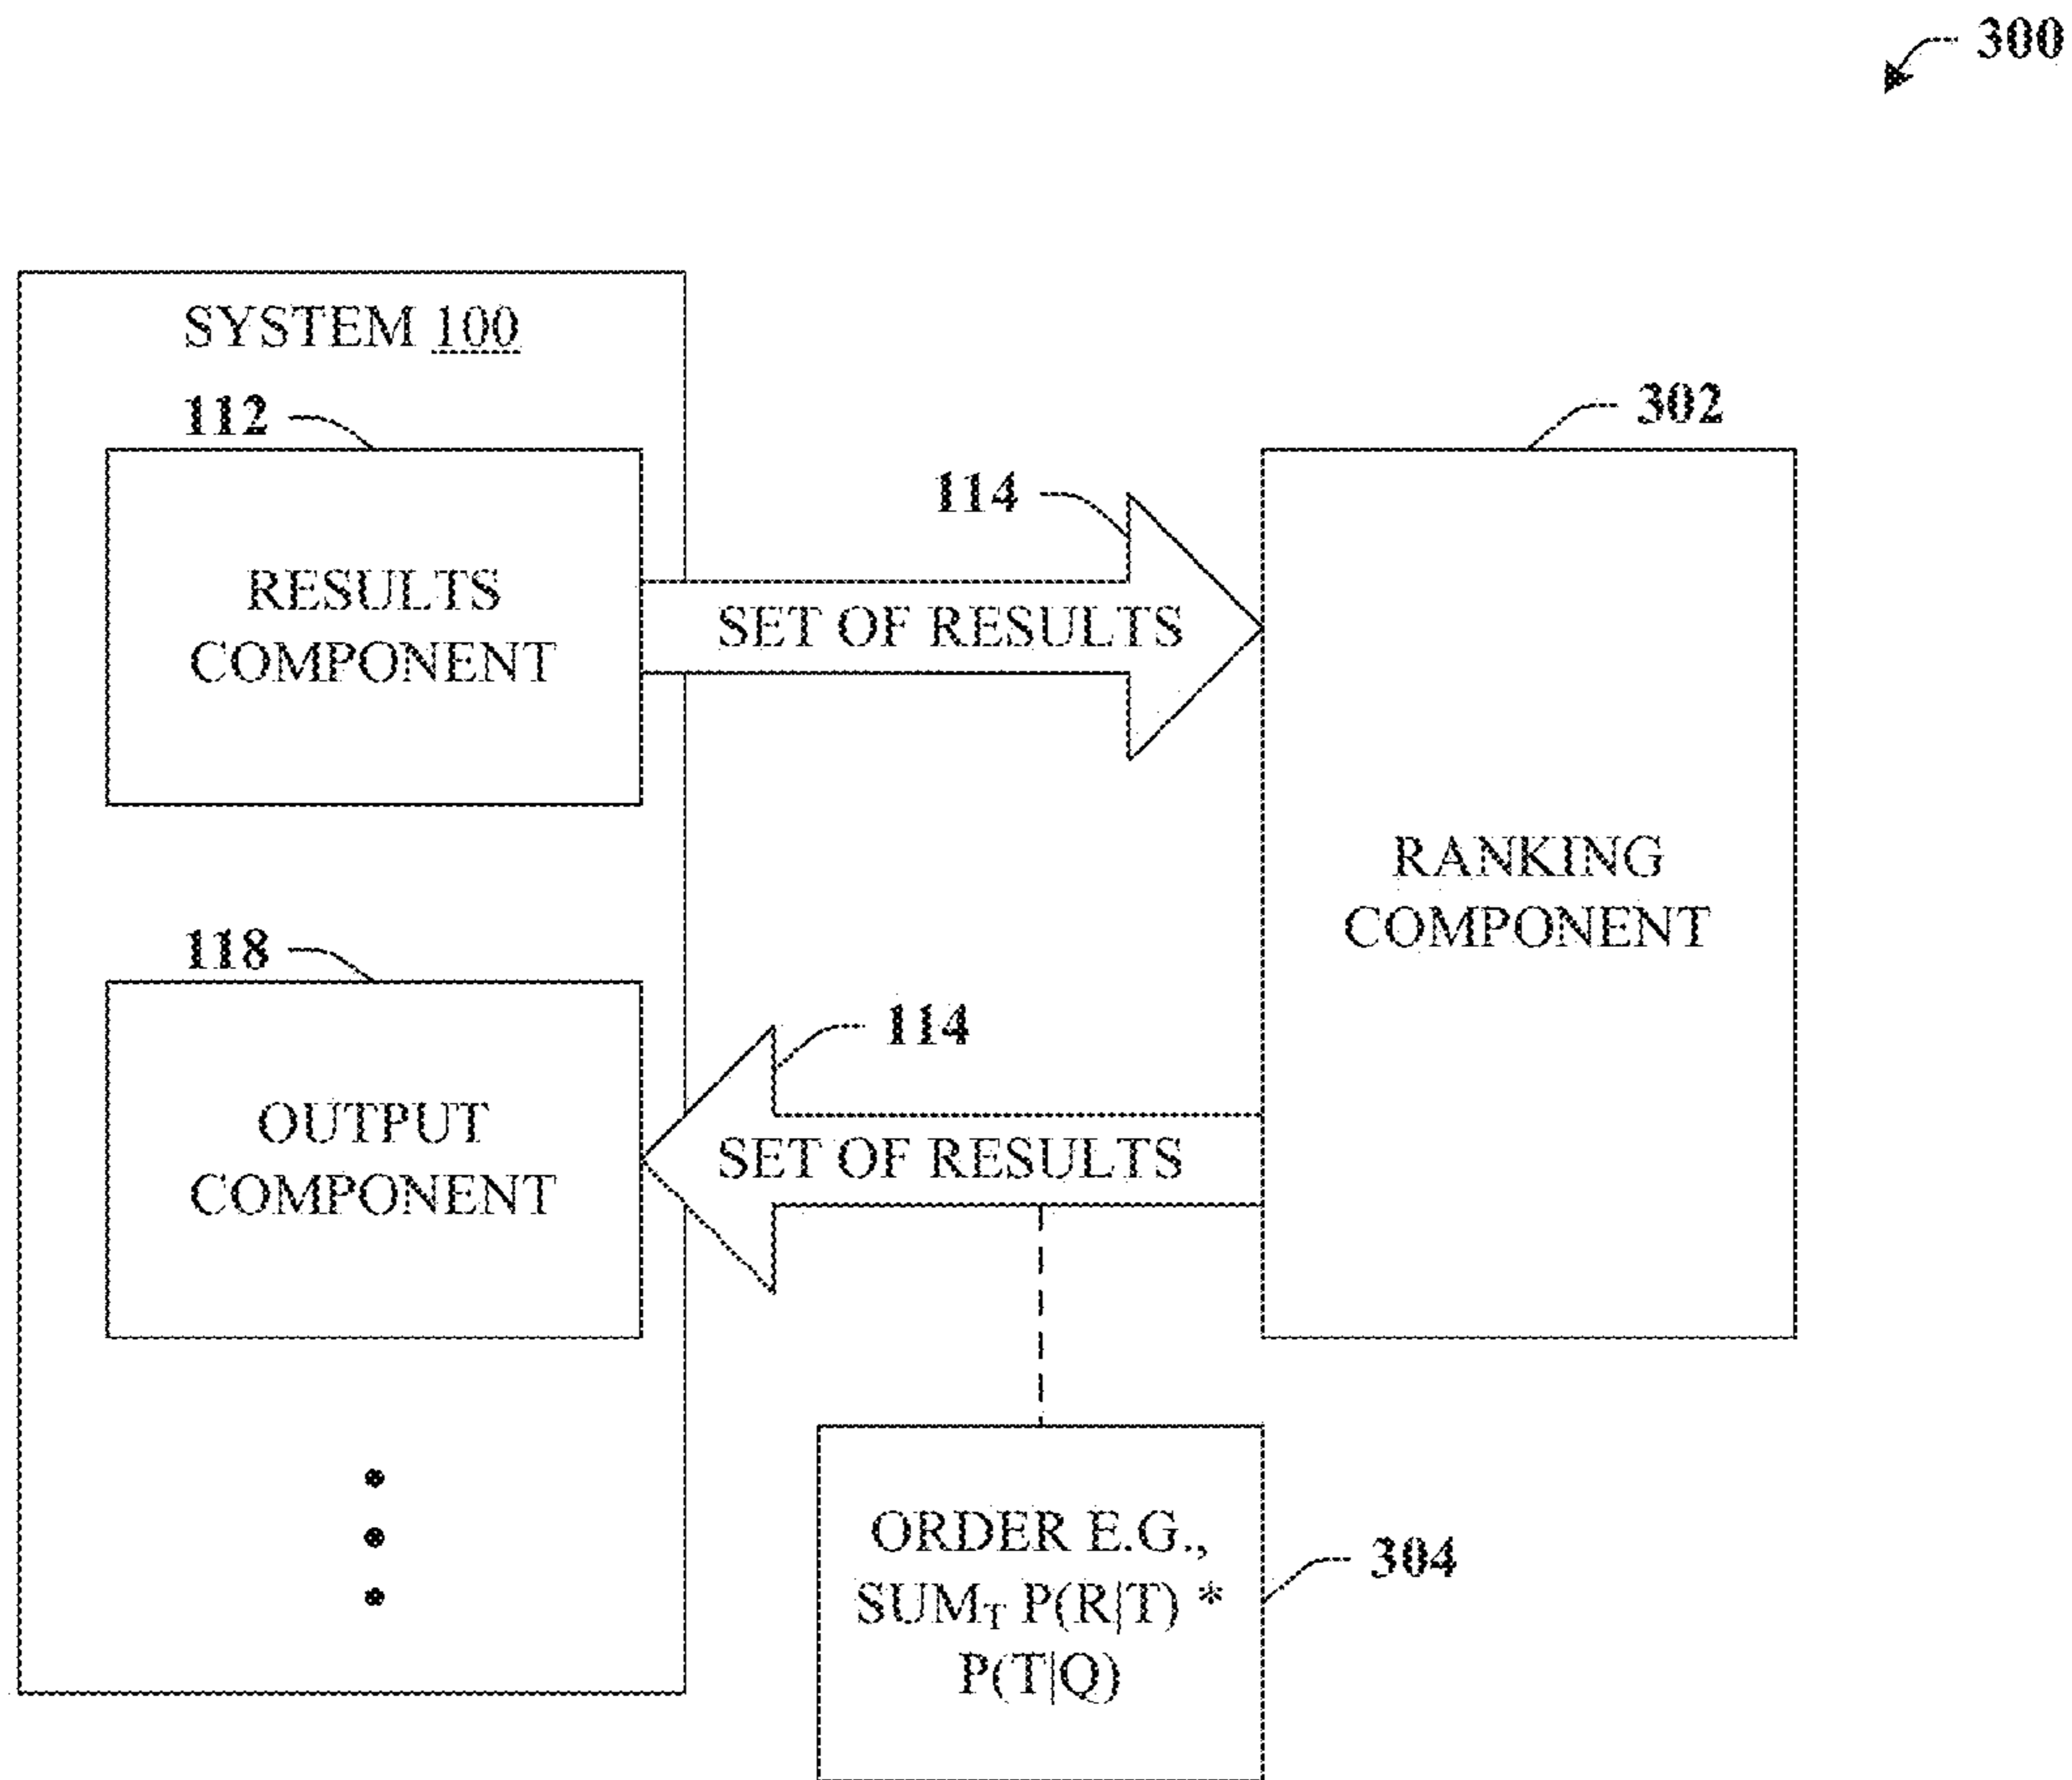 300
SYSTEM 100
112
302
114
RESULTS
COMPONENT
SET OF RESULTS
RANKING
COMPONENT
118
114
OUTPUT
COMPONENT
SET OF RESULTS
ORDER E.G.,
SUM_T P(R|T) *
P(T|Q)
304